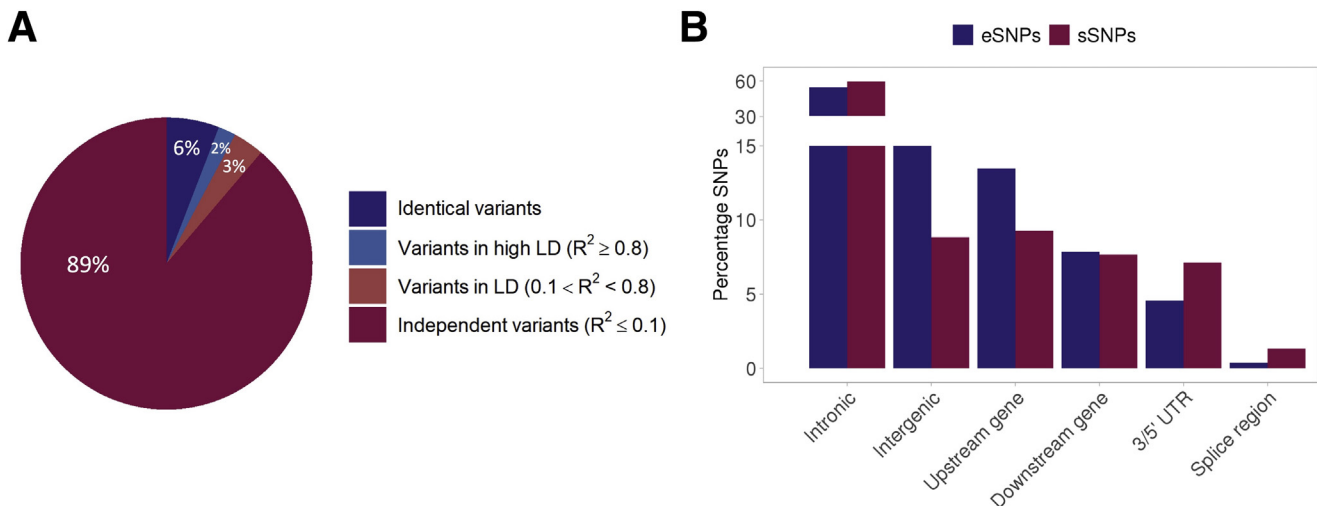 A
6%
2%
3%
89%
Identical variants
Variants in high LD (R² ≥ 0.8)
Variants in LD (0.1 < R² < 0.8)
Independent variants (R² ≤ 0.1)
B
eSNPs sSNPs
Percentage SNPs
60
30
15
10
5
0
Intronic
Intergenic
Upstream gene
Downstream gene
3/5' UTR
Splice region